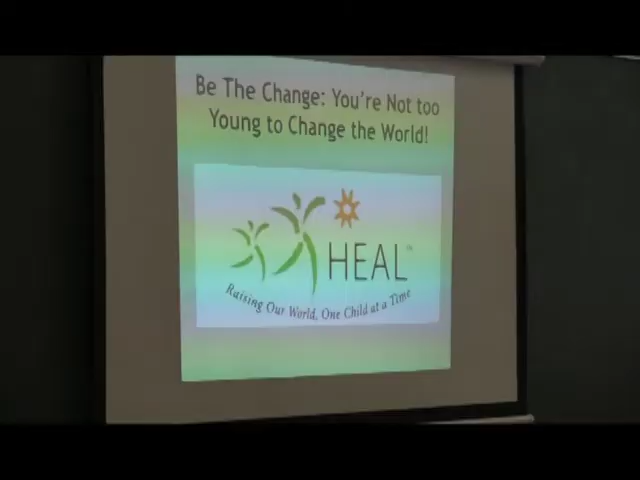 Be The Change: You're Not too
Young to Change the World!
HEAL™
Raising Our World, One Child at a Time